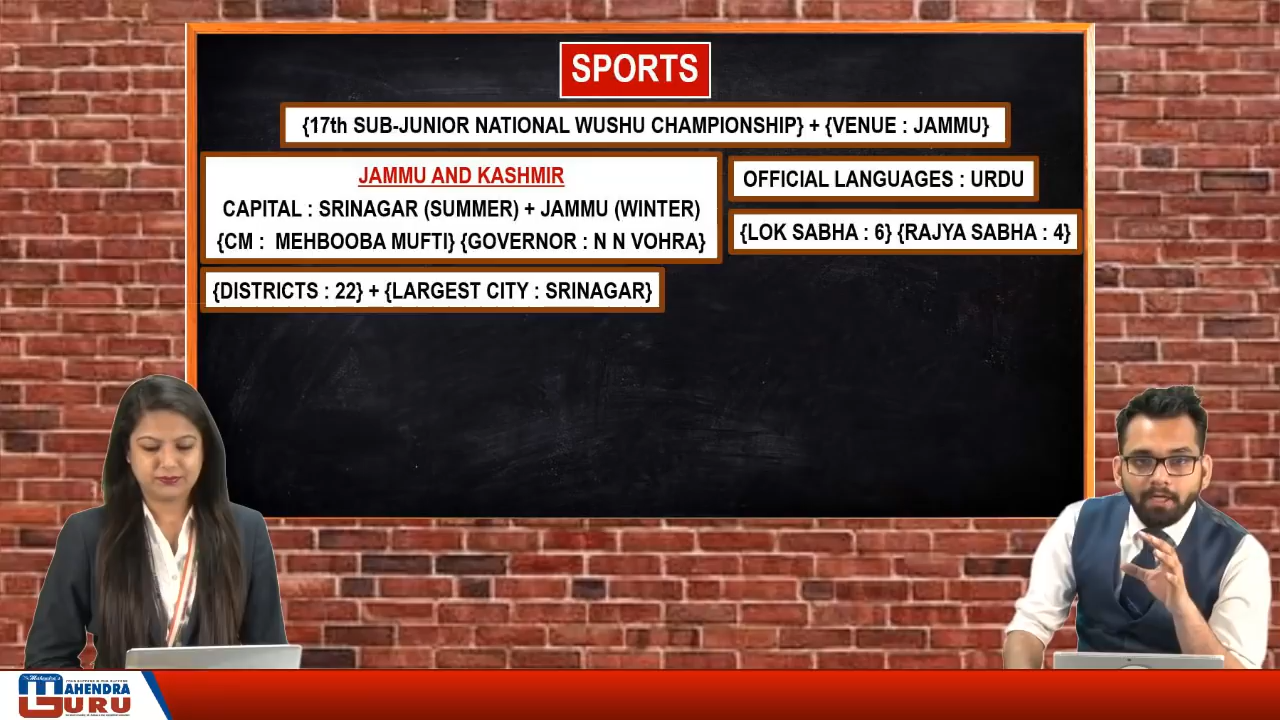 SPORTS
{17th SUB-JUNIOR NATIONAL WUSHU CHAMPIONSHIP} + {VENUE : JAMMU}
JAMMU AND KASHMIR
CAPITAL : SRINAGAR (SUMMER) + JAMMU (WINTER)
{CM : MEHBOOBA MUFTI} {GOVERNOR : N N VOHRA}
OFFICIAL LANGUAGES : URDU
{LOK SABHA : 6} {RAJYA SABHA : 4}
{DISTRICTS : 22} + {LARGEST CITY : SRINAGAR}
MAHENDRA
GURU